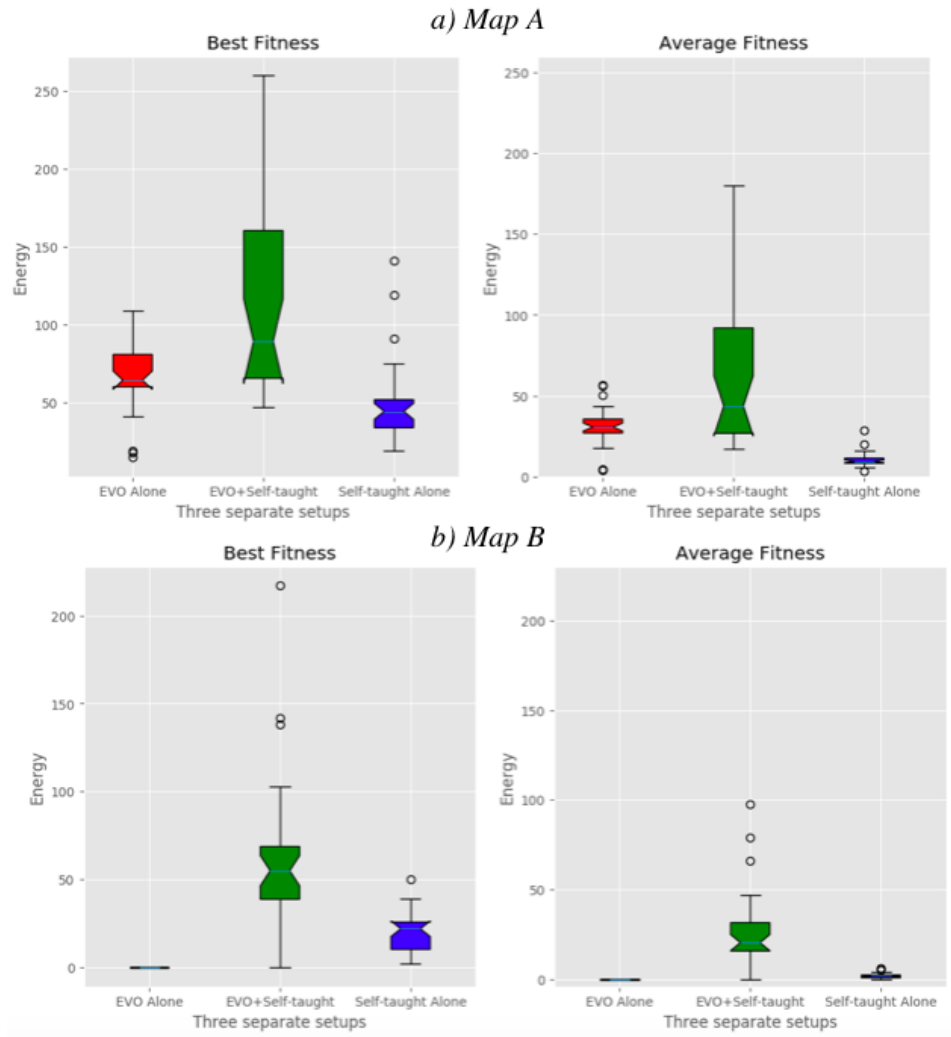 a) Map A
Best Fitness
Average Fitness
Energy
250
200
150
100
50
EVO Alone
EVO+Self-taught
Self-taught Alone
Three separate setups
Energy
250
200
150
100
50
0
EVO Alone
EVO+Self-taught
Self-taught Alone
Three separate setups
b) Map B
Best Fitness
Average Fitness
Energy
200
150
100
50
0
EVO Alone
EVO+Self-taught
Self-taught Alone
Three separate setups
Energy
200
150
100
50
0
EVO Alone
EVO+Self-taught
Self-taught Alone
Three separate setups